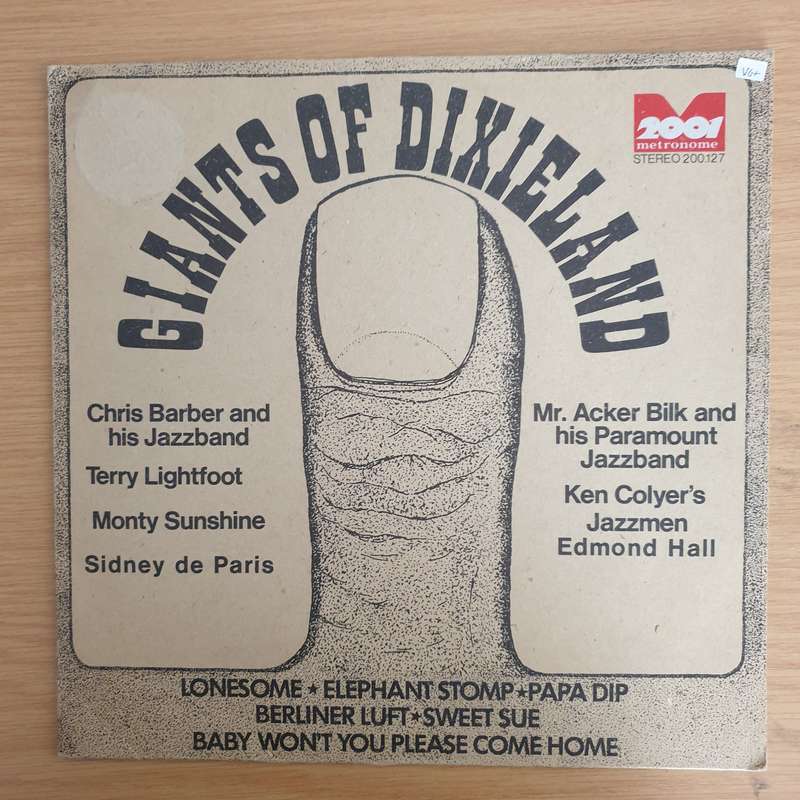 VG+
GIANTS OF DIXIELAND
2001
metronome
STEREO 200.127
Chris Barber and
his Jazzband
Terry Lightfoot
Monty Sunshine
Sidney de Paris
Mr. Acker Bilk and
his Paramount
Jazzband
Ken Colyer's
Jazzmen
Edmond Hall
LONESOME ★ ELEPHANT STOMP ★ PAPA DIP
BERLINER LUFT ★ SWEET SUE
BABY WON'T YOU PLEASE COME HOME